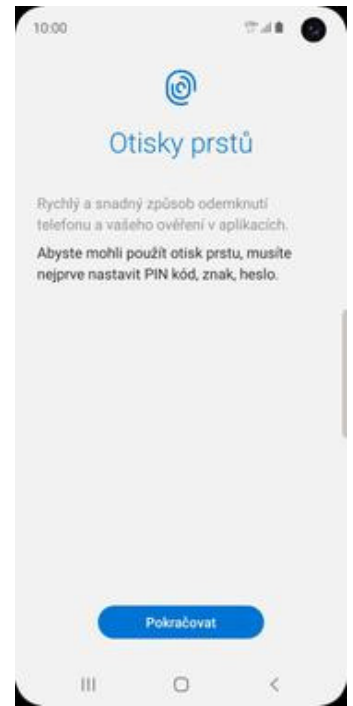 10:00
Otisky prstů
Rychlý a snadný způsob odemknutí
telefonu a vašeho ověření v aplikacích.
Abyste mohli použít otisk prstu, musíte
nejprve nastavit PIN kód, znak, heslo.
Pokračovat